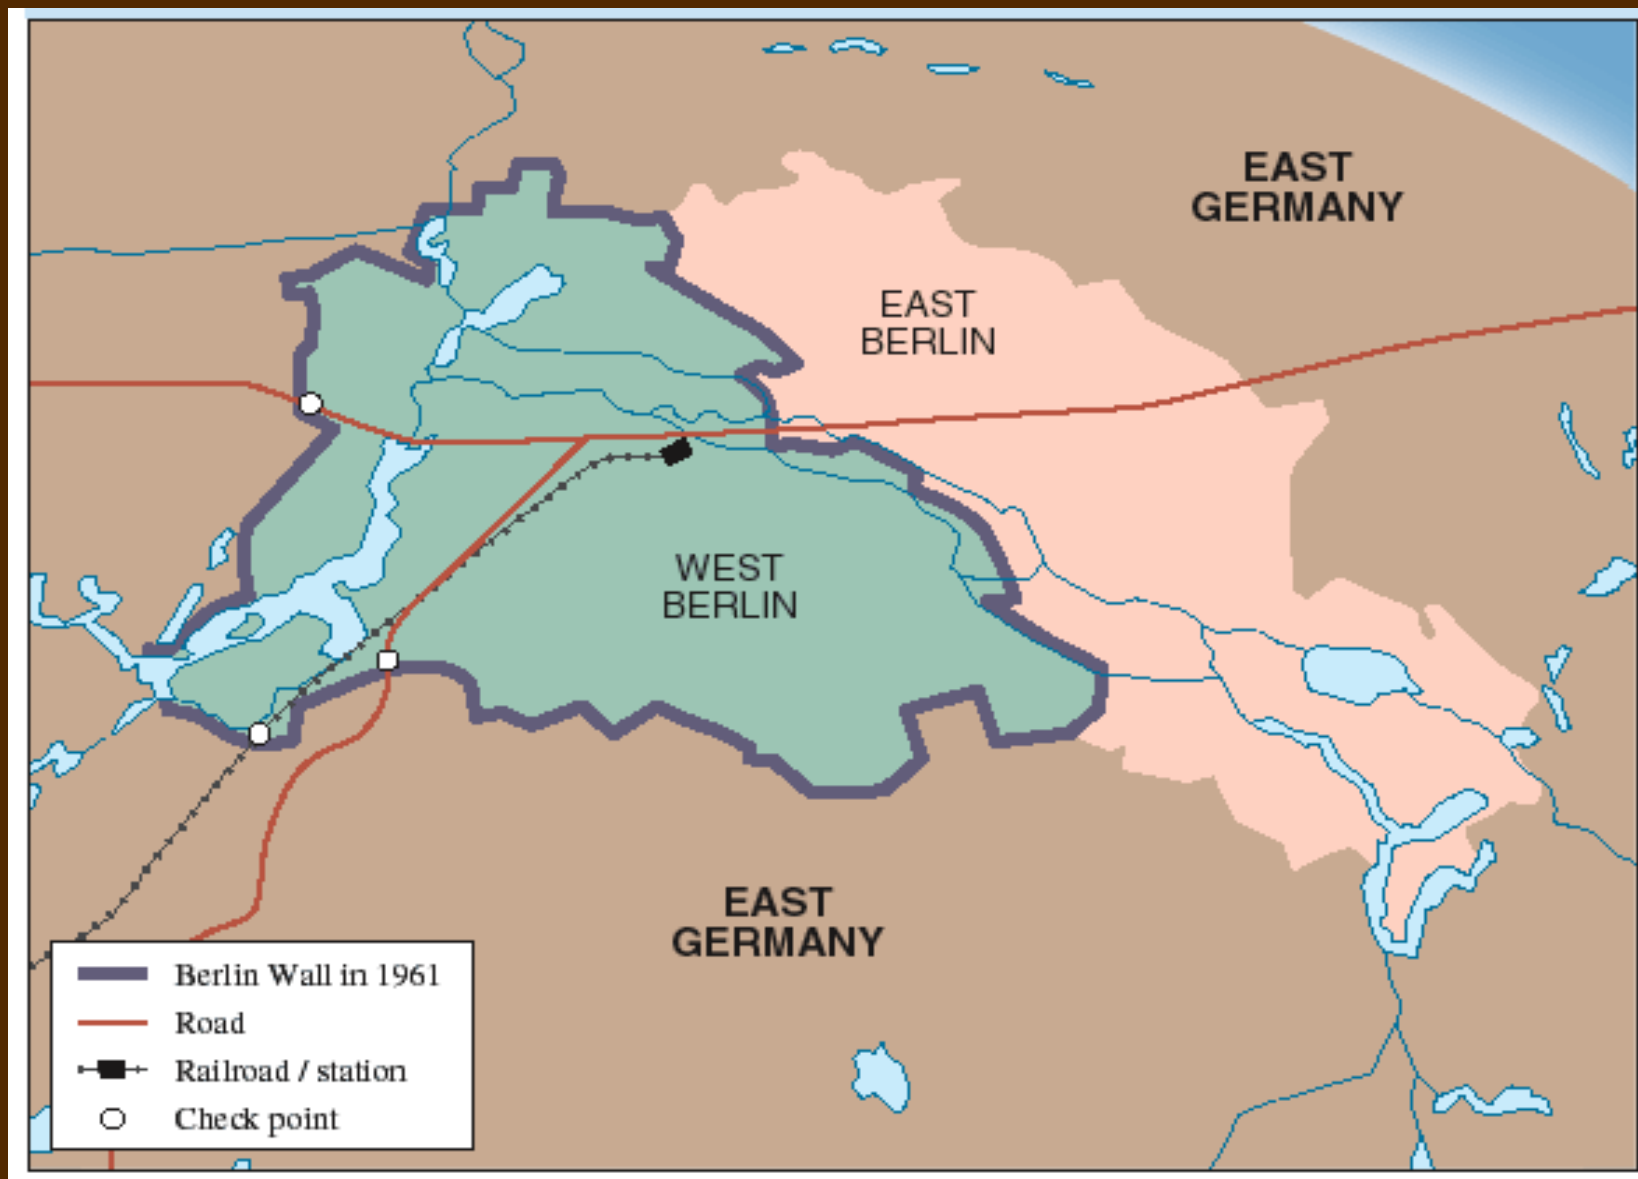 EAST
GERMANY
EAST
BERLIN
WEST
BERLIN
EAST
GERMANY
Berlin Wall in 1961
Road
Railroad / station
Check point